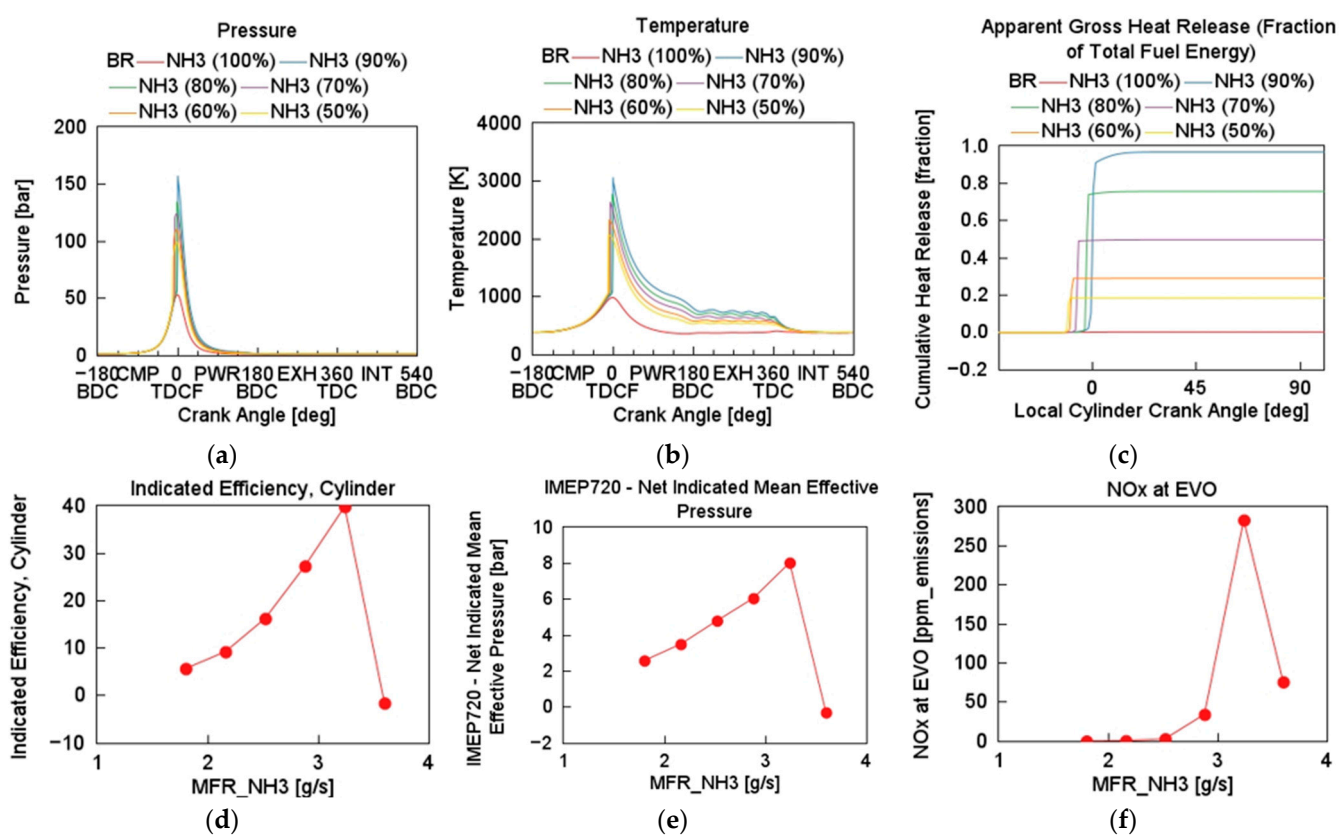 Pressure
BR NH3 (100%) NH3 (90%)
NH3 (80%) NH3 (70%)
NH3 (60%) NH3 (50%)
200
150
100
50
0
Pressure [bar]
−180 CMP 0 PWR 180 EXH 360 INT 540
BDC TDCF BDC TDC BDC
Crank Angle [deg]
(a)
Temperature
BR NH3 (100%) NH3 (90%)
NH3 (80%) NH3 (70%)
NH3 (60%) NH3 (50%)
4000
3000
2000
1000
0
Temperature [K]
−180 CMP 0 PWR 180 EXH 360 INT 540
BDC TDCF BDC TDC BDC
Crank Angle [deg]
(b)
Apparent Gross Heat Release (Fraction
of Total Fuel Energy)
BR NH3 (100%) NH3 (90%)
NH3 (80%) NH3 (70%)
NH3 (60%) NH3 (50%)
1.0
0.8
0.6
0.4
0.2
0.0
−0.2
Cumulative Heat Release [fraction]
0 45 90
Local Cylinder Crank Angle [deg]
(c)
Indicated Efficiency, Cylinder
40
30
20
10
0
−10
Indicated Efficiency, Cylinder
1 2 3 4
MFR_NH3 [g/s]
(d)
IMEP720 - Net Indicated Mean Effective
Pressure
10
8
6
4
2
0
−2
IMEP720 - Net Indicated Mean
Effective Pressure [bar]
1 2 3 4
MFR_NH3 [g/s]
(e)
NOx at EVO
300
250
200
150
100
50
0
NOx at EVO [ppm_emissions]
1 2 3 4
MFR_NH3 [g/s]
(f)